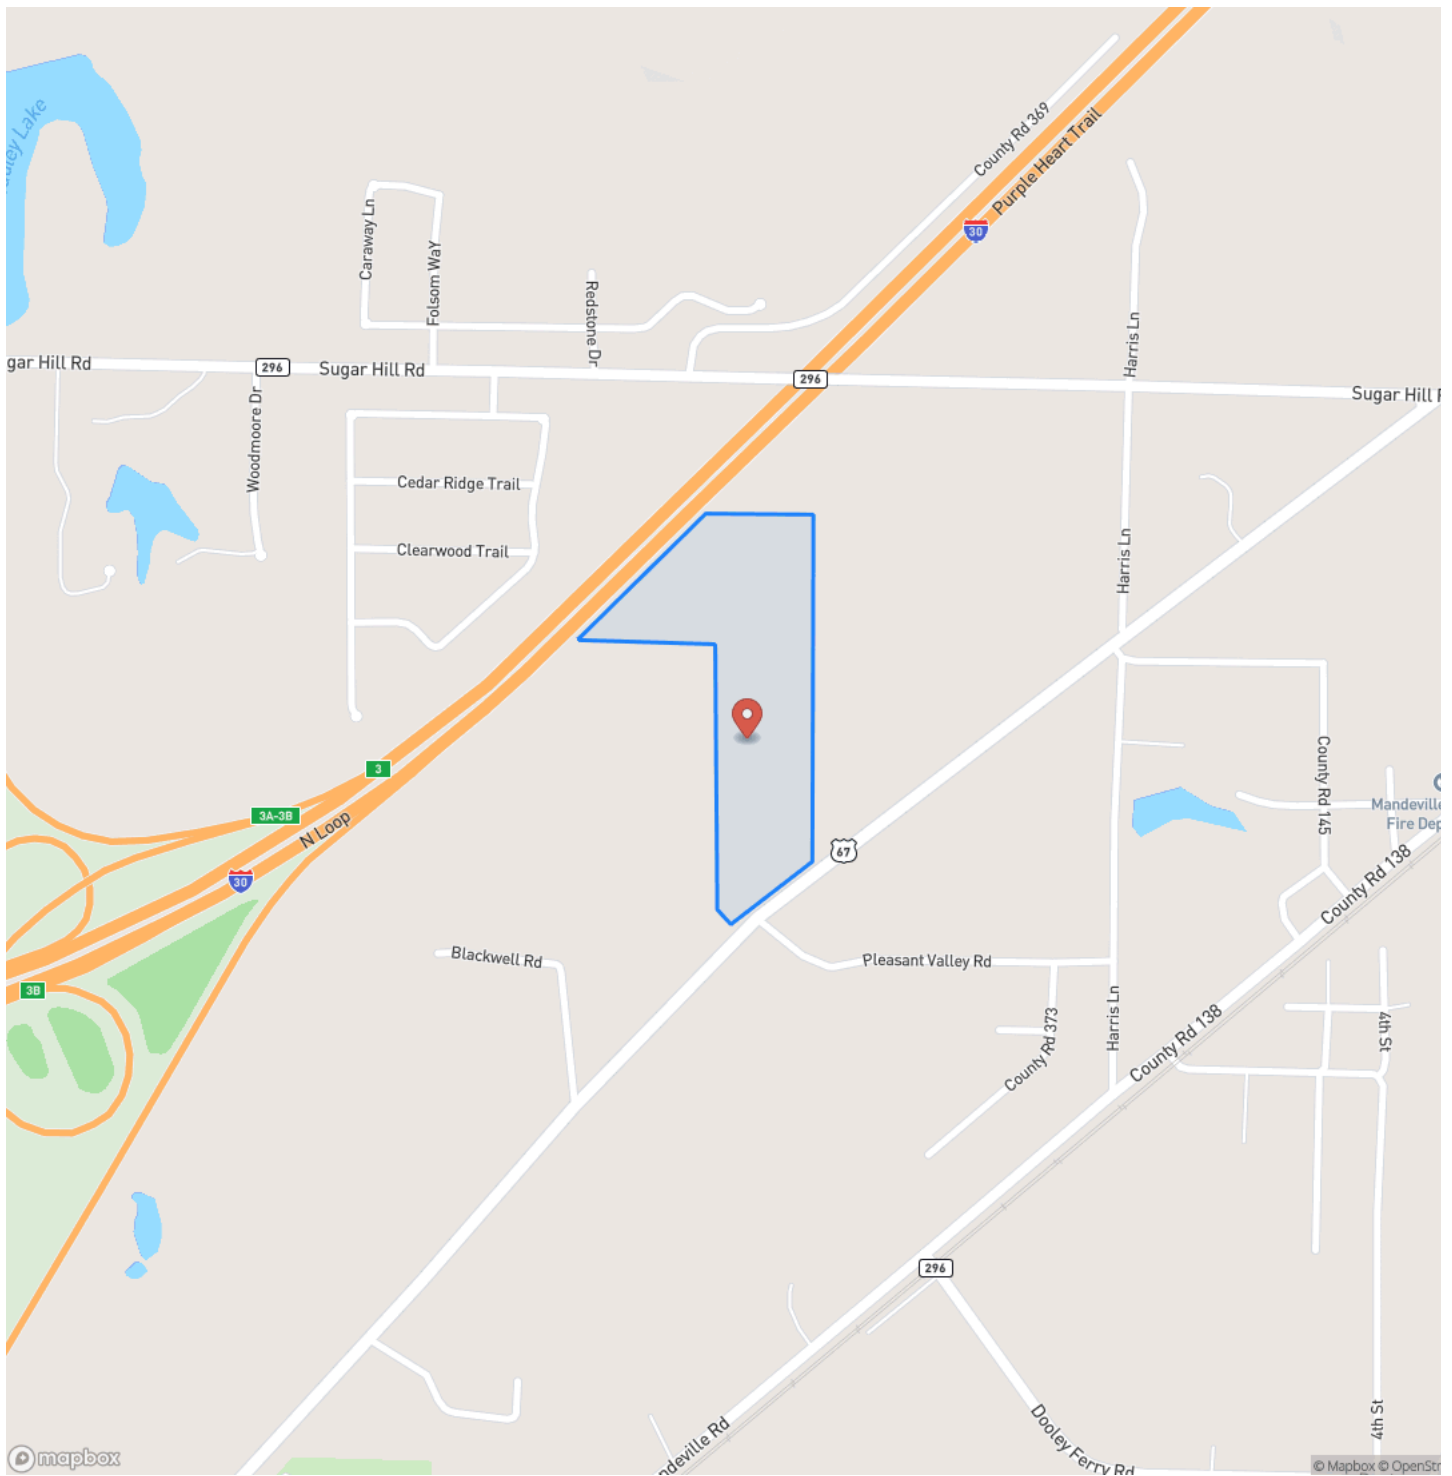 County Rd 369
Purple Heart Trail
30
Caraway Ln
Folsom WaY
Redstone Dr
Harris Ln
gar Hill Rd
296
Sugar Hill Rd
296
Sugar Hill R
Woodmoore Dr
Cedar Ridge Trail
Clearwood Trail
Harris Ln
3
3A-3B
N Loop
30
67
County Rd 145
Mandeville
Fire Dep
County Rd 138
Blackwell Rd
Pleasant Valley Rd
3B
Harris Ln
County Rd 373
County Rd 138
4th St
296
Dooley Ferry Rd
4th St
ndeville Rd
mapbox
© Mapbox © OpenStr